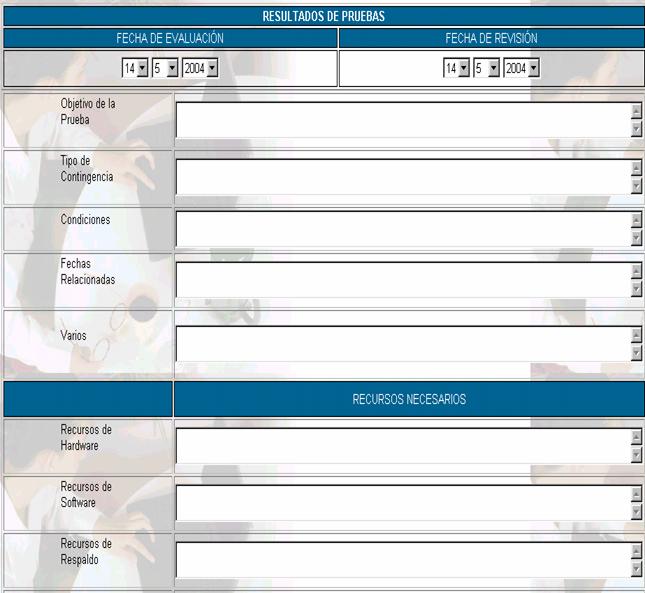 RESULTADOS DE PRUEBAS
FECHA DE EVALUACIÓN
FECHA DE REVISIÓN
14 5 2004
14 5 2004
Objetivo de la
Prueba
Tipo de
Contingencia
Condiciones
Fechas
Relacionadas
Varios
RECURSOS NECESARIOS
Recursos de
Hardware
Recursos de
Software
Recursos de
Respaldo